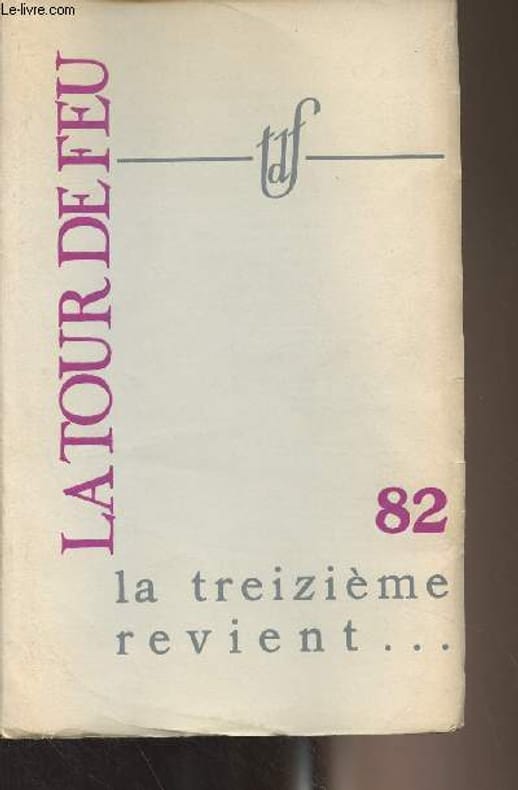 Le-livre.com
LA TOUR DE FEU
tdf
82
la treizième
revient...